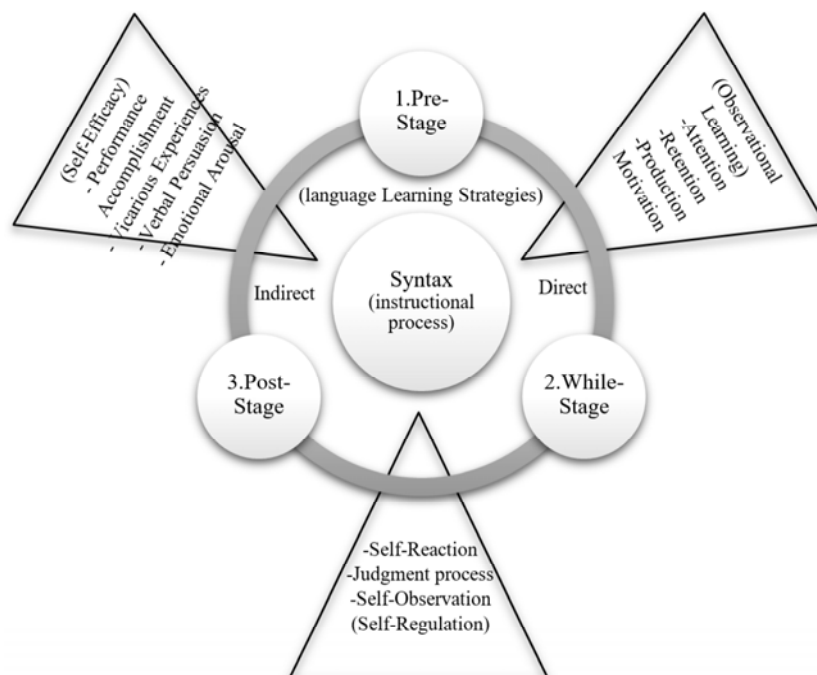 1.Pre-
Stage
(Self-Efficacy)
- Performance
Accomplishment
- Vicarious Experiences
- Verbal Persuasion
- Emotional Arousal
(Observational
Learning)
-Attention
-Retention
-Production
Motivation
(language Learning Strategies)
Syntax
(instructional
process)
Indirect
Direct
3.Post-
Stage
2.While-
Stage
-Self-Reaction
-Judgment process
-Self-Observation
(Self-Regulation)